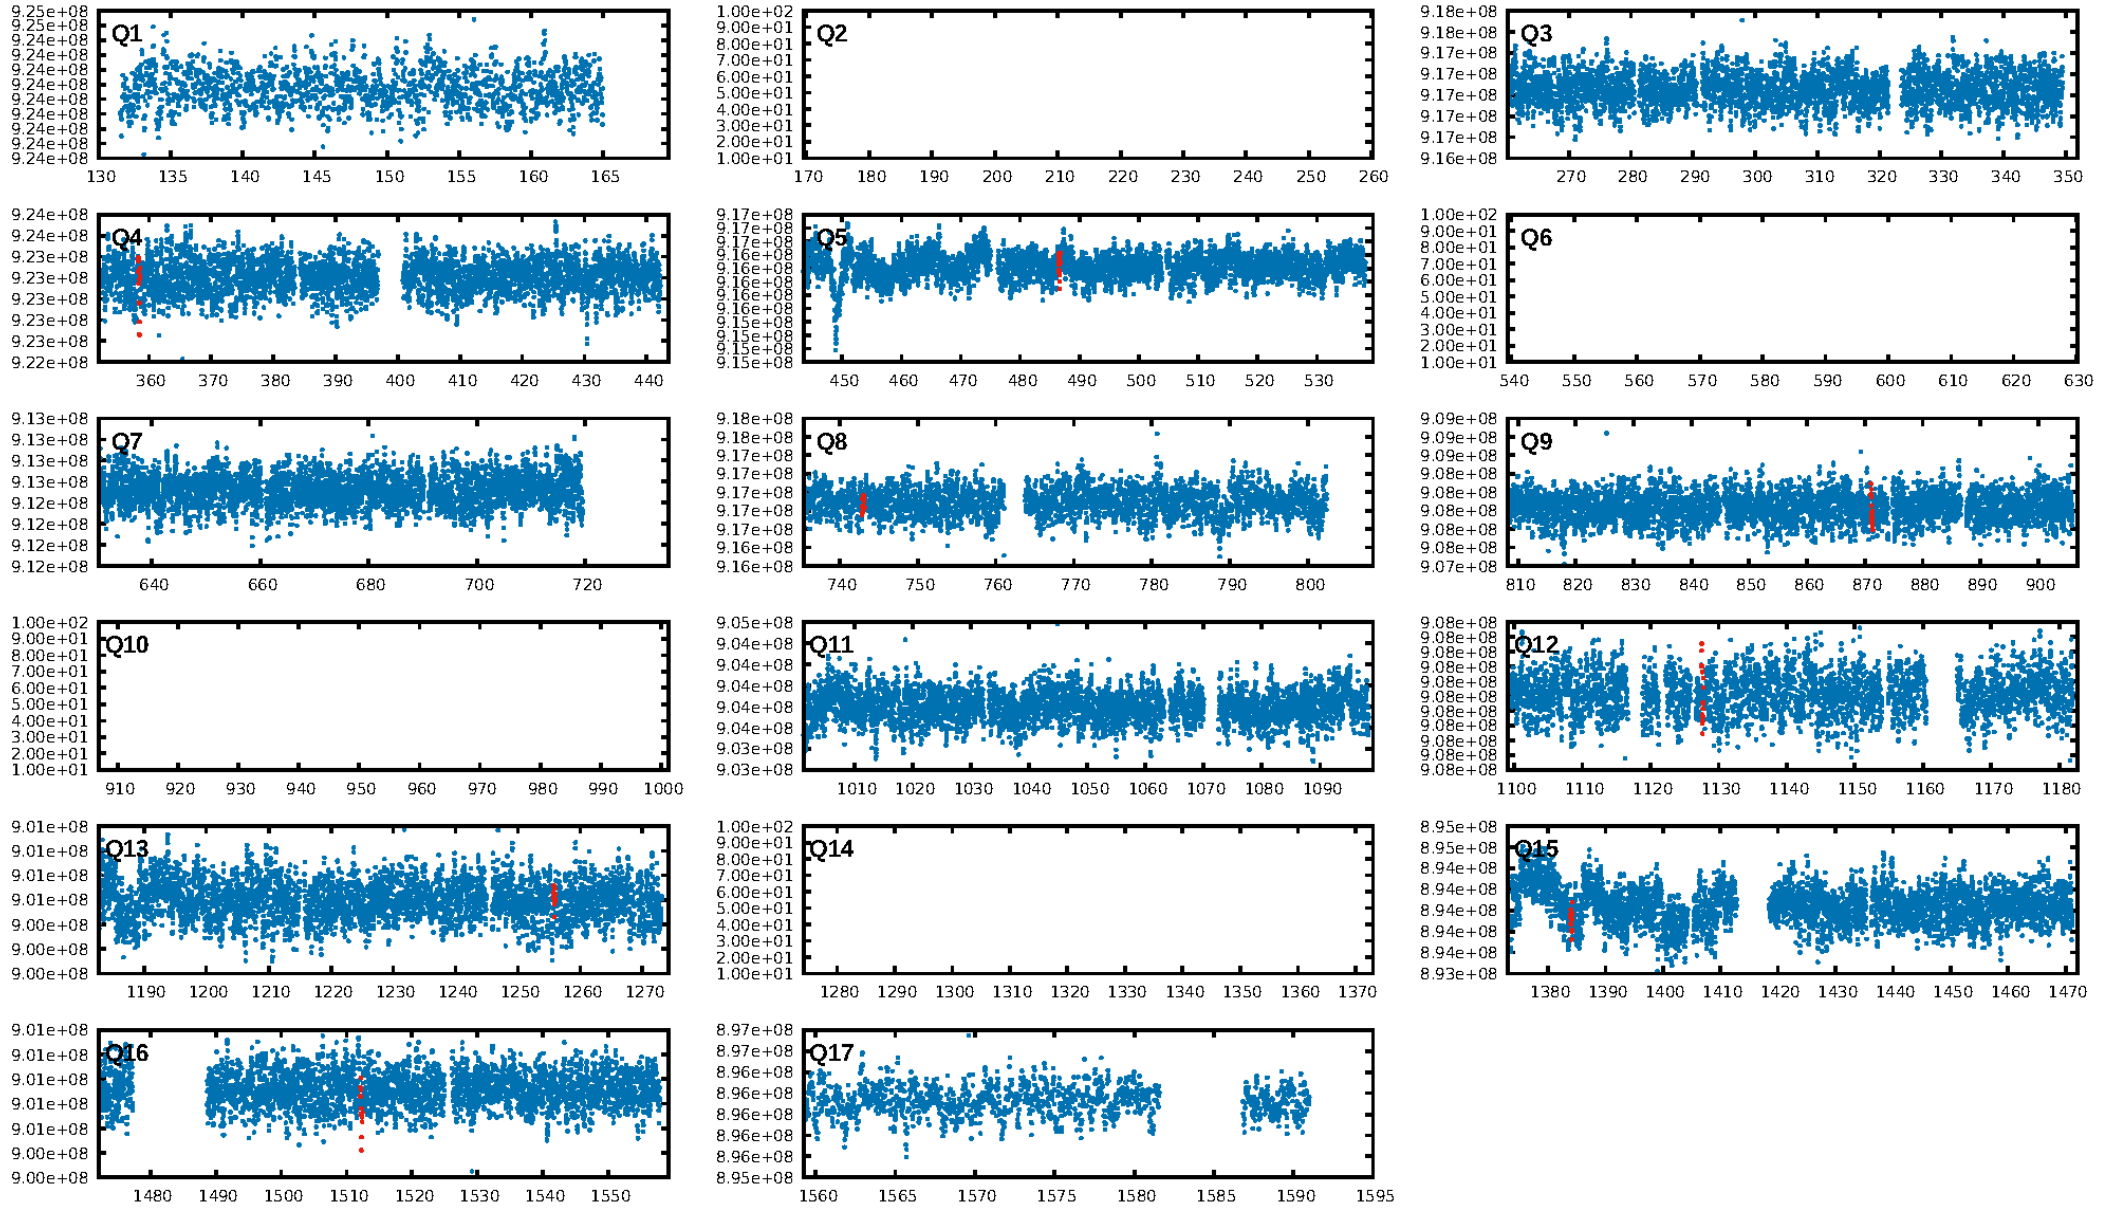 9.25e+08
9.25e+08
9.24e+08
9.24e+08
9.24e+08
9.24e+08
9.24e+08
9.24e+08
9.24e+08
9.24e+08
9.24e+08
Q1
130 135 140 145 150 155 160 165
1.00e+02
9.00e+01
8.00e+01
7.00e+01
6.00e+01
5.00e+01
4.00e+01
3.00e+01
2.00e+01
1.00e+01
Q2
170 180 190 200 210 220 230 240 250 260
9.18e+08
9.18e+08
9.17e+08
9.17e+08
9.17e+08
9.17e+08
9.17e+08
9.16e+08
Q3
270 280 290 300 310 320 330 340 350
9.24e+08
9.24e+08
9.23e+08
9.23e+08
9.23e+08
9.23e+08
9.23e+08
9.22e+08
Q4
360 370 380 390 400 410 420 430 440
9.17e+08
9.17e+08
9.17e+08
9.16e+08
9.16e+08
9.16e+08
9.16e+08
9.16e+08
9.15e+08
9.15e+08
9.15e+08
9.15e+08
Q5
450 460 470 480 490 500 510 520 530
1.00e+02
9.00e+01
8.00e+01
7.00e+01
6.00e+01
5.00e+01
4.00e+01
3.00e+01
2.00e+01
1.00e+01
Q6
540 550 560 570 580 590 600 610 620 630
9.13e+08
9.13e+08
9.13e+08
9.13e+08
9.12e+08
9.12e+08
9.12e+08
9.12e+08
Q7
640 660 680 700 720
9.18e+08
9.18e+08
9.17e+08
9.17e+08
9.17e+08
9.17e+08
9.17e+08
9.16e+08
9.16e+08
Q8
740 750 760 770 780 790 800
9.09e+08
9.09e+08
9.08e+08
9.08e+08
9.08e+08
9.08e+08
9.08e+08
9.08e+08
9.07e+08
Q9
810 820 830 840 850 860 870 880 890 900
1.00e+02
9.00e+01
8.00e+01
7.00e+01
6.00e+01
5.00e+01
4.00e+01
3.00e+01
2.00e+01
1.00e+01
Q10
910 920 930 940 950 960 970 980 990 1000
9.05e+08
9.04e+08
9.04e+08
9.04e+08
9.04e+08
9.04e+08
9.03e+08
9.03e+08
Q11
1010 1020 1030 1040 1050 1060 1070 1080 1090
9.08e+08
9.08e+08
9.08e+08
9.08e+08
9.08e+08
9.08e+08
9.08e+08
9.08e+08
9.08e+08
9.08e+08
9.08e+08
Q12
1100 1110 1120 1130 1140 1150 1160 1170 1180
9.01e+08
9.01e+08
9.01e+08
9.01e+08
9.00e+08
9.00e+08
9.00e+08
Q13
1190 1200 1210 1220 1230 1240 1250 1260 1270
1.00e+02
9.00e+01
8.00e+01
7.00e+01
6.00e+01
5.00e+01
4.00e+01
3.00e+01
2.00e+01
1.00e+01
Q14
1280 1290 1300 1310 1320 1330 1340 1350 1360 1370
8.95e+08
8.95e+08
8.94e+08
8.94e+08
8.94e+08
8.94e+08
8.94e+08
8.93e+08
Q15
1380 1390 1400 1410 1420 1430 1440 1450 1460 1470
9.01e+08
9.01e+08
9.01e+08
9.01e+08
9.01e+08
9.00e+08
9.00e+08
Q16
1480 1490 1500 1510 1520 1530 1540 1550
8.97e+08
8.97e+08
8.96e+08
8.96e+08
8.96e+08
8.96e+08
8.96e+08
8.95e+08
Q17
1560 1565 1570 1575 1580 1585 1590 1595